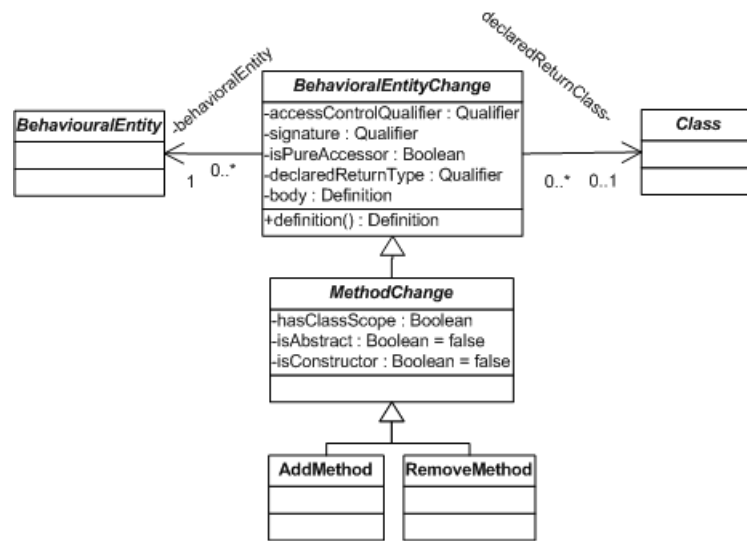 -behavioralEntity
declaredReturnClass-
BehavioralEntityChange
-accessControlQualifier : Qualifier
-signature : Qualifier
-isPureAccessor : Boolean
-declaredReturnType : Qualifier
-body : Definition
+definition() : Definition
BehaviouralEntity
Class
1
0..*
0..*
0..1
MethodChange
-hasClassScope : Boolean
-isAbstract : Boolean = false
-isConstructor : Boolean = false
AddMethod
RemoveMethod